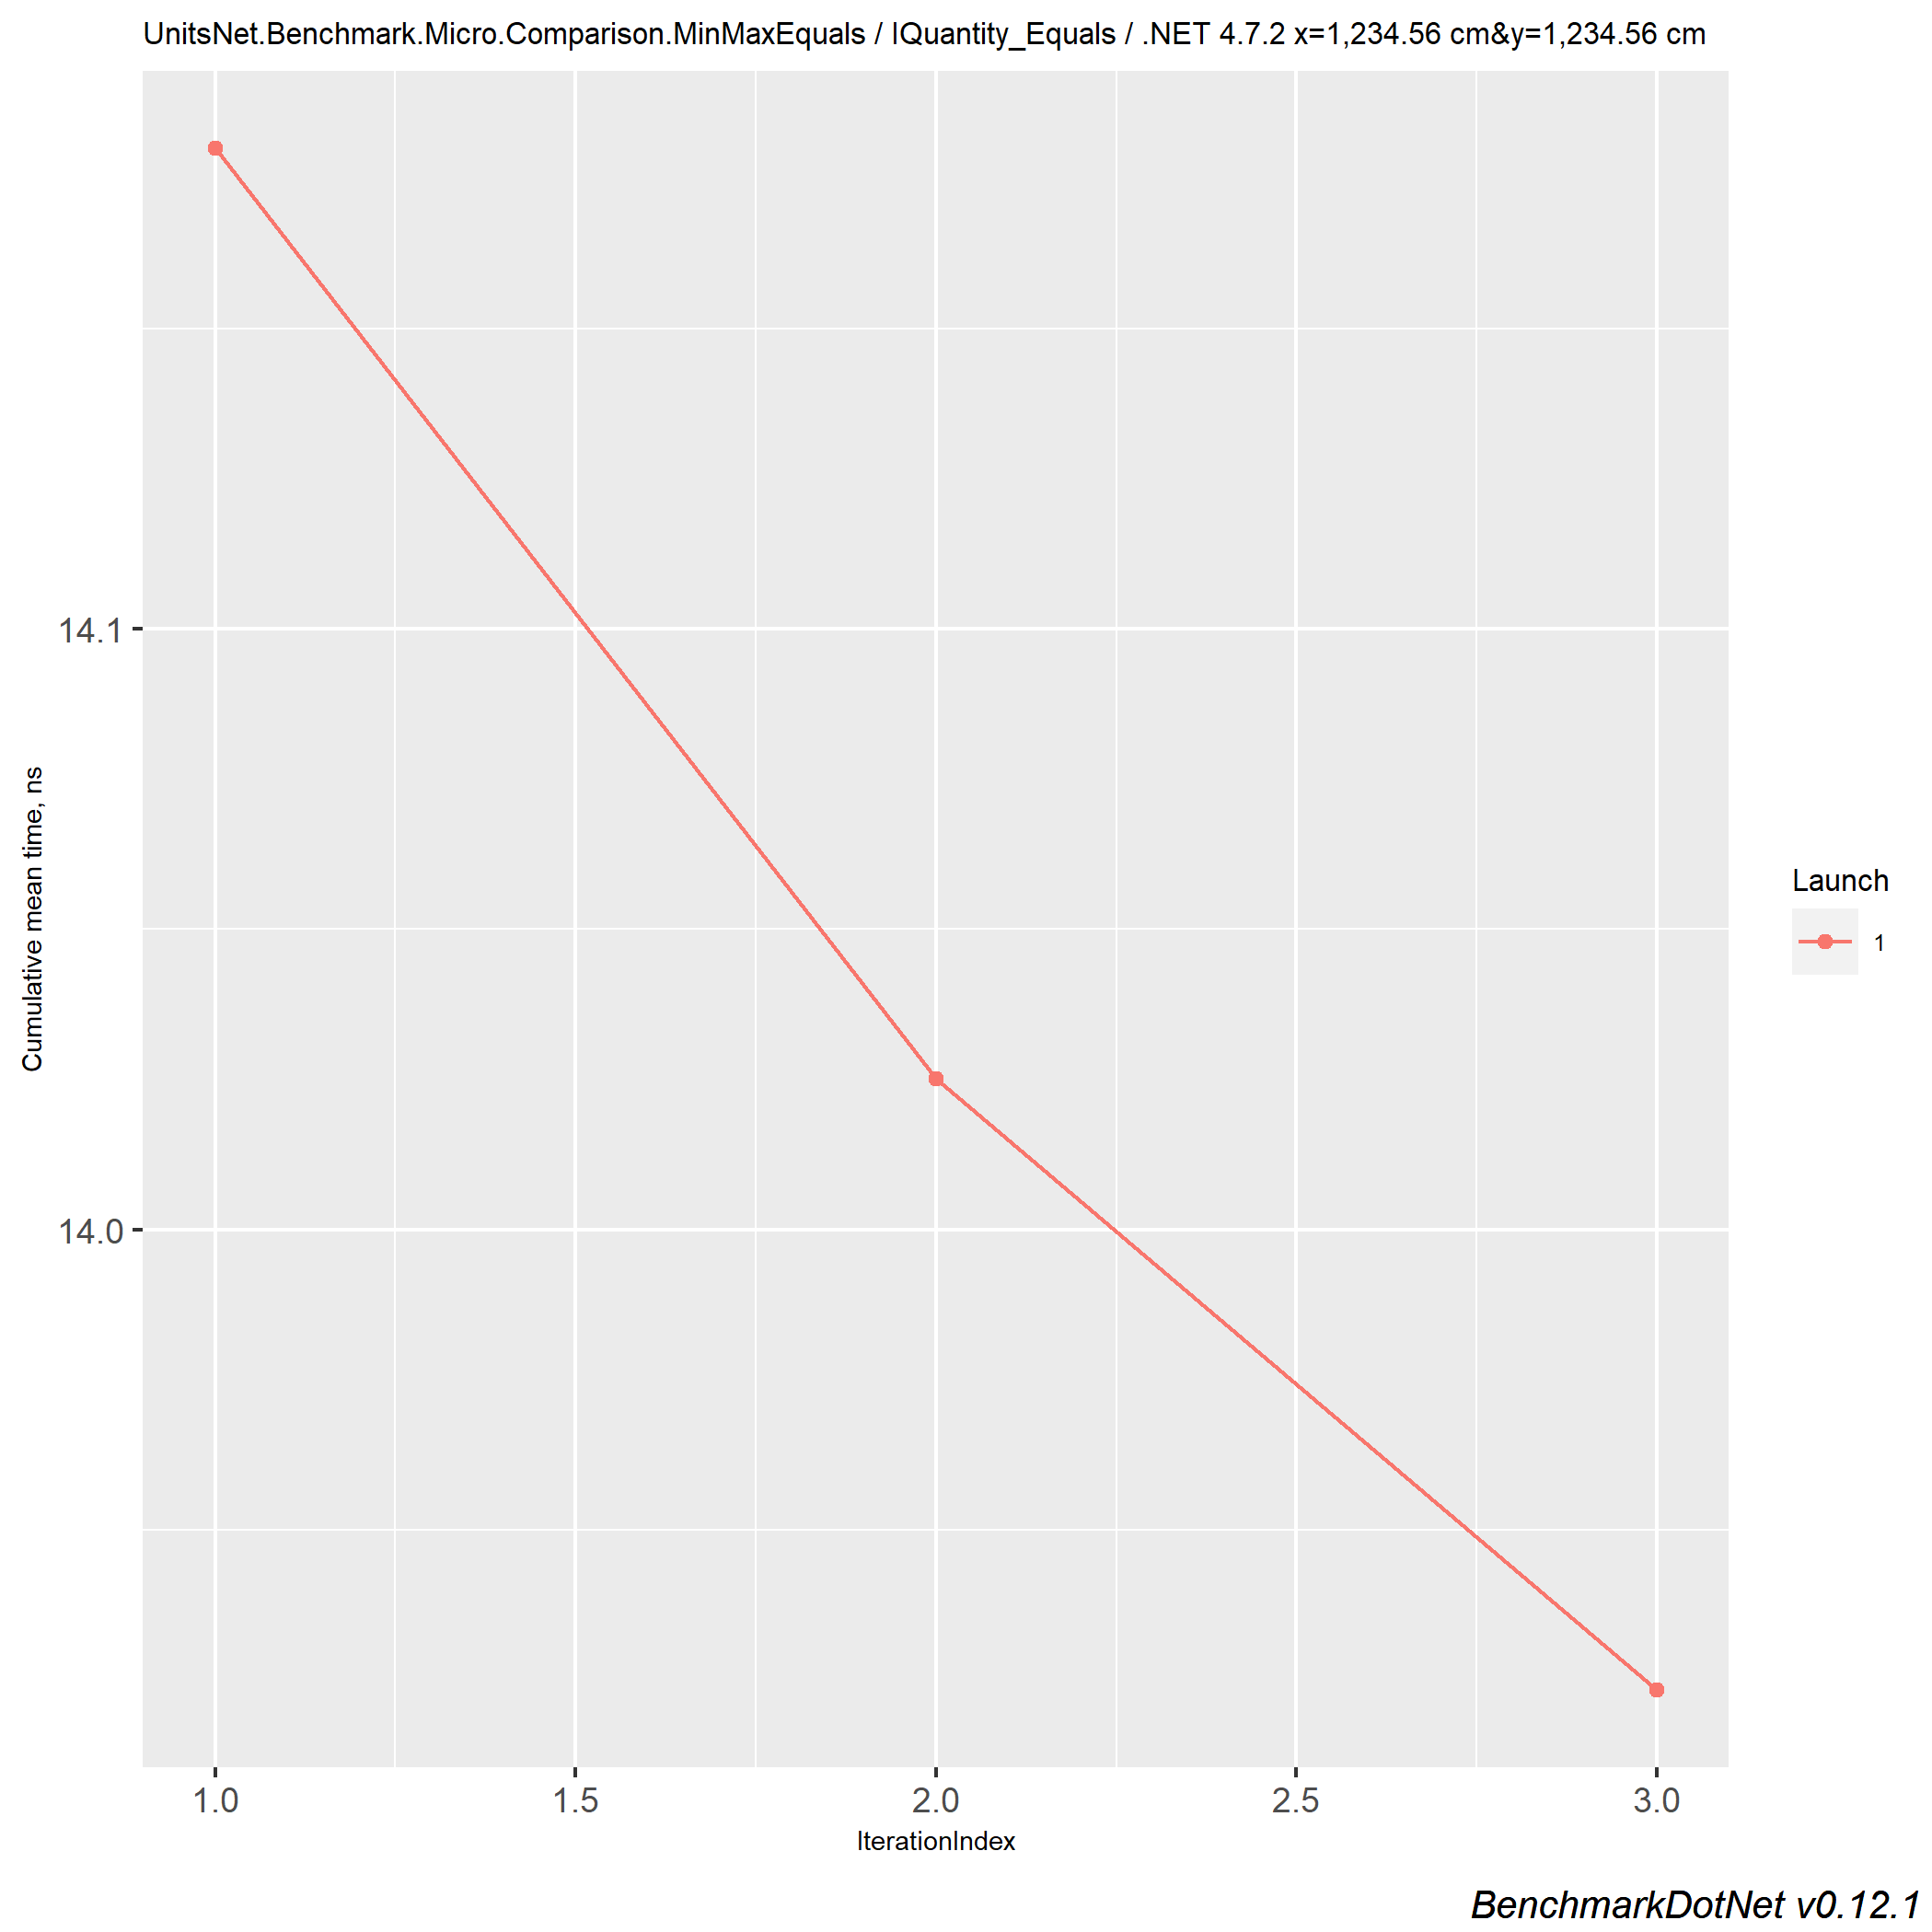 UnitsNet.Benchmark.Micro.Comparison.MinMaxEquals / IQuantity_Equals / .NET 4.7.2 x=1,234.56 cm&y=1,234.56 cm
14.1
14.0
Cumulative mean time, ns
Launch
1
1.0 1.5 2.0 2.5 3.0
IterationIndex
BenchmarkDotNet v0.12.1